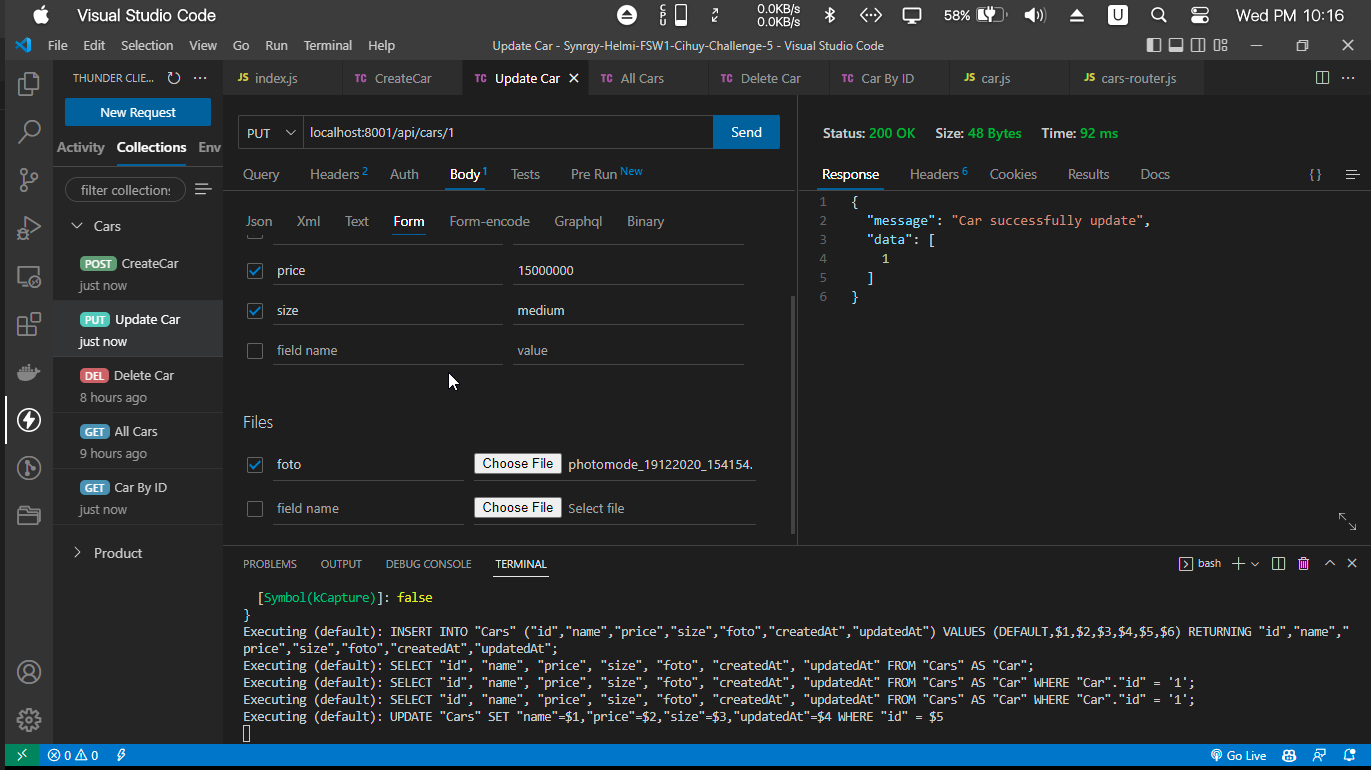 Visual Studio Code
CPU
0.0KB/s
0.0KB/s
58%
U
Wed PM 10:16
File Edit Selection View Go Run Terminal Help
Update Car - Synrgy-Helmi-FSW1-Cihuy-Challenge-5 - Visual Studio Code
THUNDER CLIE...
JS index.js
TC CreateCar
TC Update Car
TC All Cars
TC Delete Car
TC Car By ID
JS car.js
JS cars-router.js
New Request
Activity Collections Env
filter collections
Cars
POST CreateCar
just now
PUT Update Car
just now
DEL Delete Car
8 hours ago
GET All Cars
9 hours ago
GET Car By ID
just now
Product
PUT localhost:8001/api/cars/1 Send
Query Headers 2 Auth Body 1 Tests Pre Run New
Json Xml Text Form Form-encode Graphql Binary
price 15000000
size medium
field name value
Files
foto Choose File photomode_19122020_154154.
field name Choose File Select file
Status: 200 OK Size: 48 Bytes Time: 92 ms
Response Headers 6 Cookies Results Docs {}
1 {
2 "message": "Car successfully update",
3 "data": [
4 1
5 ]
6 }
PROBLEMS OUTPUT DEBUG CONSOLE TERMINAL
bash
[Symbol(kCapture)]: false
}
Executing (default): INSERT INTO "Cars" ("id","name","price","size","foto","createdAt","updatedAt") VALUES (DEFAULT,$1,$2,$3,$4,$5,$6) RETURNING "id","name","
price","size","foto","createdAt","updatedAt";
Executing (default): SELECT "id", "name", "price", "size", "foto", "createdAt", "updatedAt" FROM "Cars" AS "Car";
Executing (default): SELECT "id", "name", "price", "size", "foto", "createdAt", "updatedAt" FROM "Cars" AS "Car" WHERE "Car"."id" = '1';
Executing (default): SELECT "id", "name", "price", "size", "foto", "createdAt", "updatedAt" FROM "Cars" AS "Car" WHERE "Car"."id" = '1';
Executing (default): UPDATE "Cars" SET "name"=$1,"price"=$2,"size"=$3,"updatedAt"=$4 WHERE "id" = $5
0 0
Go Live